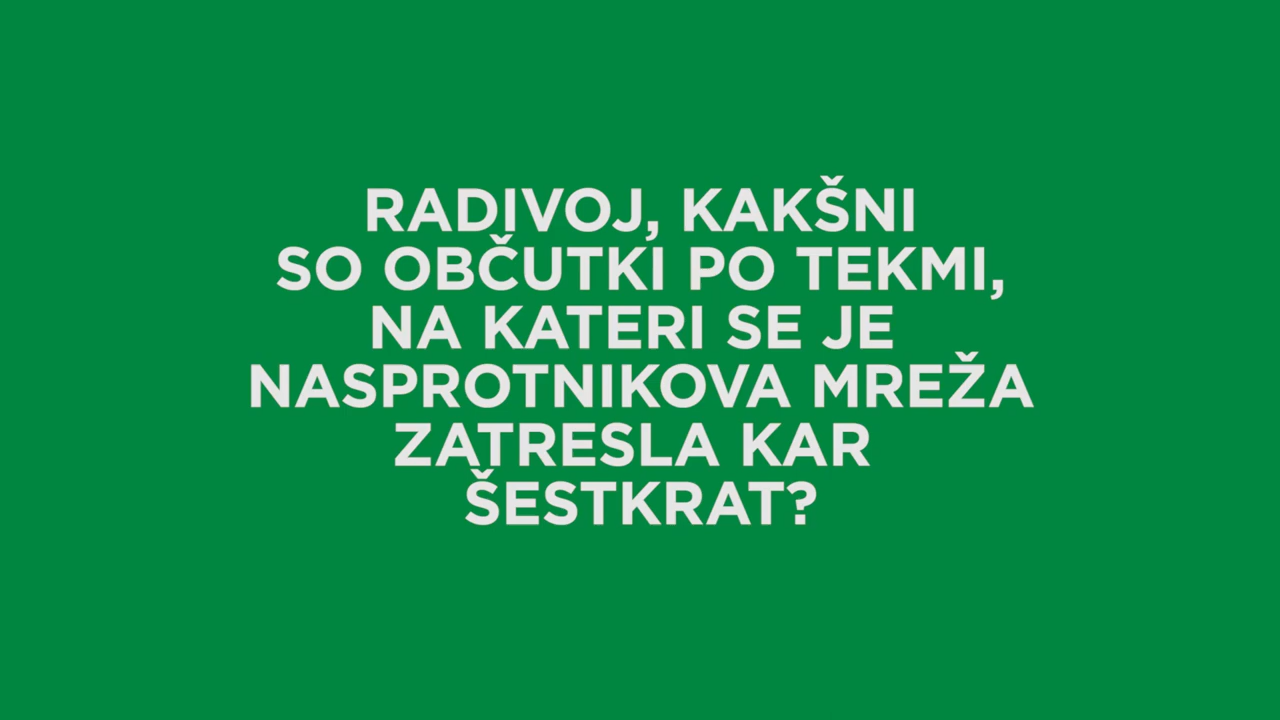 RADIVOJ, KAKŠNI
SO OBČUTKI PO TEKMI,
NA KATERI SE JE
NASPROTNIKOVA MREŽA
ZATRESLA KAR
ŠESTKRAT?